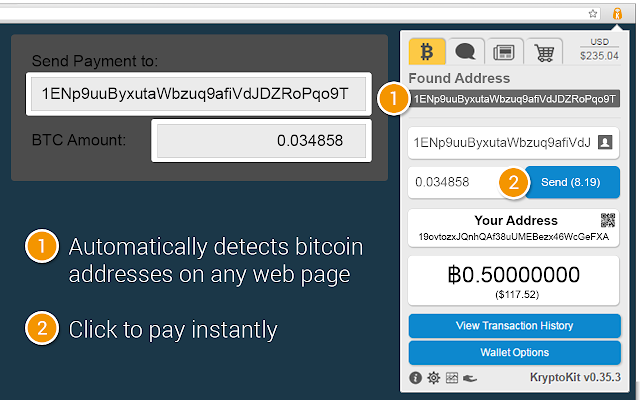 Send Payment to:
1ENp9uuByxutaWbzuq9afiVdJDZRoPqo9T
BTC Amount:
0.034858
1
Automatically detects bitcoin
addresses on any web page
2
Click to pay instantly
USD
$235.04
Found Address
1
1ENp9uuByxutaWbzuq9afiVdJDZRoPqo9T
1ENp9uuByxutaWbzuq9afiVdJ
0.034858
2
Send (8.19)
Your Address
19ovtozxJQnhQAf38uUMEBezx46WcGeFXA
฿0.50000000
($117.52)
View Transaction History
Wallet Options
KryptoKit v0.35.3